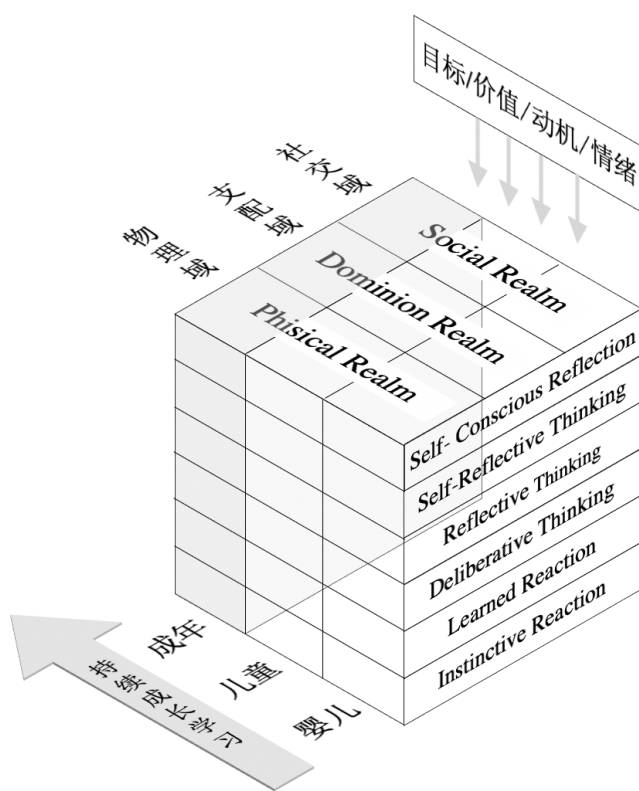 目标/价值/动机/情绪
社交域
支配域
物理域
Social Realm
Dominion Realm
Phisical Realm
Self- Conscious Reflection
Self-Reflective Thinking
Reflective Thinking
Deliberative Thinking
Learned Reaction
Instinctive Reaction
成年
儿童
婴儿
持续成长学习